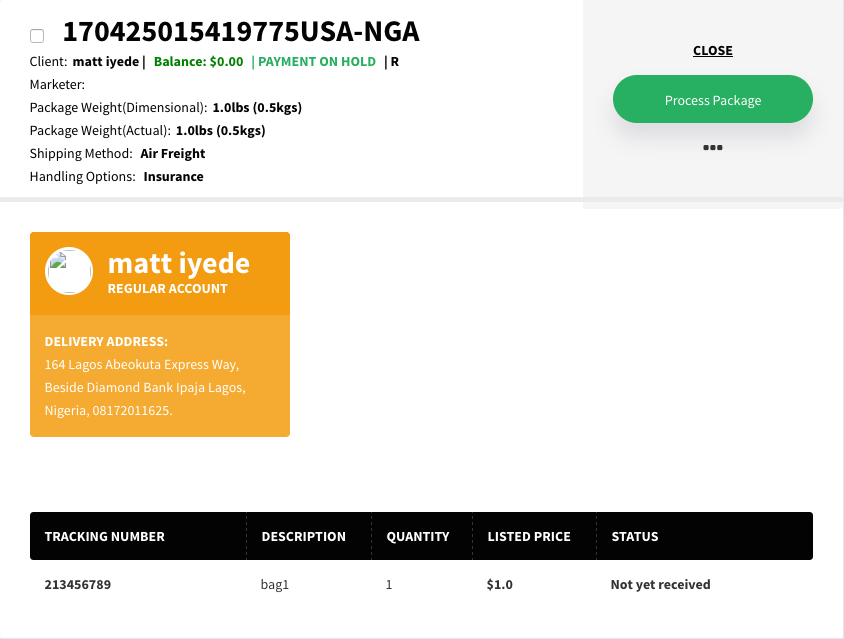 170425015419775USA-NGA
Client: matt iyede | Balance: $0.00 | PAYMENT ON HOLD | R
Marketer:
Package Weight(Dimensional): 1.0lbs (0.5kgs)
Package Weight(Actual): 1.0lbs (0.5kgs)
Shipping Method: Air Freight
Handling Options: Insurance
CLOSE
Process Package
•••
matt iyede
REGULAR ACCOUNT
DELIVERY ADDRESS:
164 Lagos Abeokuta Express Way,
Beside Diamond Bank Ipaja Lagos,
Nigeria, 08172011625.
TRACKING NUMBER DESCRIPTION QUANTITY LISTED PRICE STATUS
213456789 bag1 1 $1.0 Not yet received